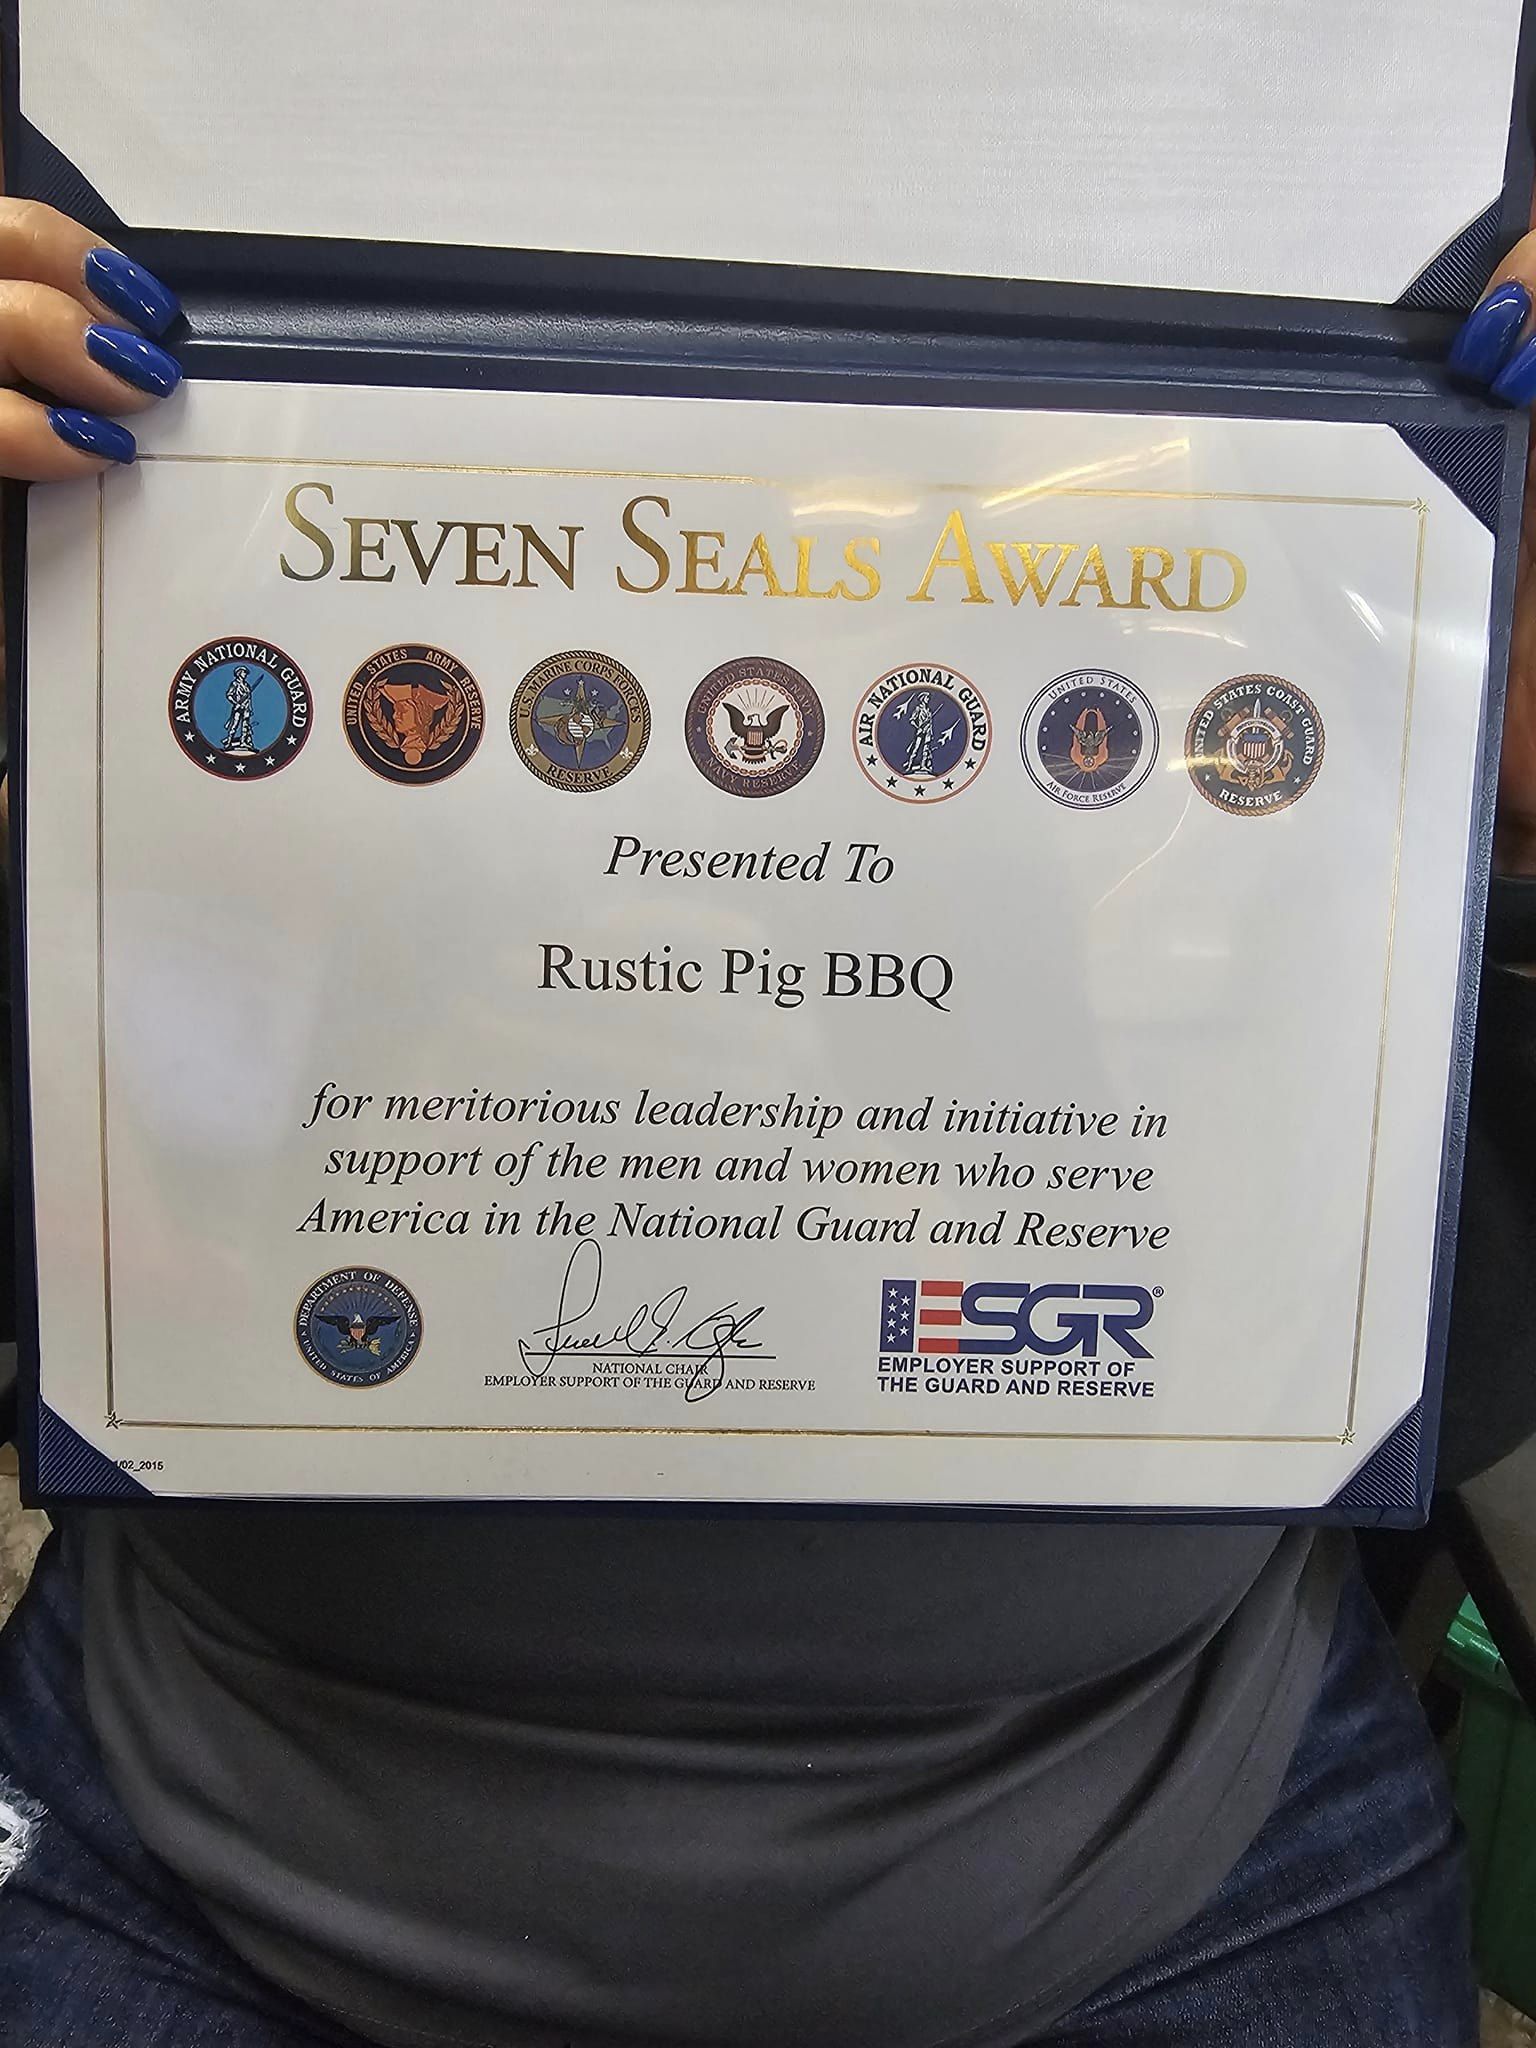 SEVEN SEALS AWARD
ARMY NATIONAL GUARD
UNITED STATES ARMY RESERVE
U.S. MARINE CORPS FORCES
RESERVE
UNITED STATES NAVY
NAVY RESERVE
AIR NATIONAL GUARD
UNITED STATES
AIR FORCE RESERVE
UNITED STATES COAST GUARD
RESERVE
Presented To
Rustic Pig BBQ
for meritorious leadership and initiative in
support of the men and women who serve
America in the National Guard and Reserve
DEPARTMENT OF DEFENSE
UNITED STATES OF AMERICA
NATIONAL CHAIR
EMPLOYER SUPPORT OF THE GUARD AND RESERVE
ESGR®
EMPLOYER SUPPORT OF
THE GUARD AND RESERVE
/02_2015